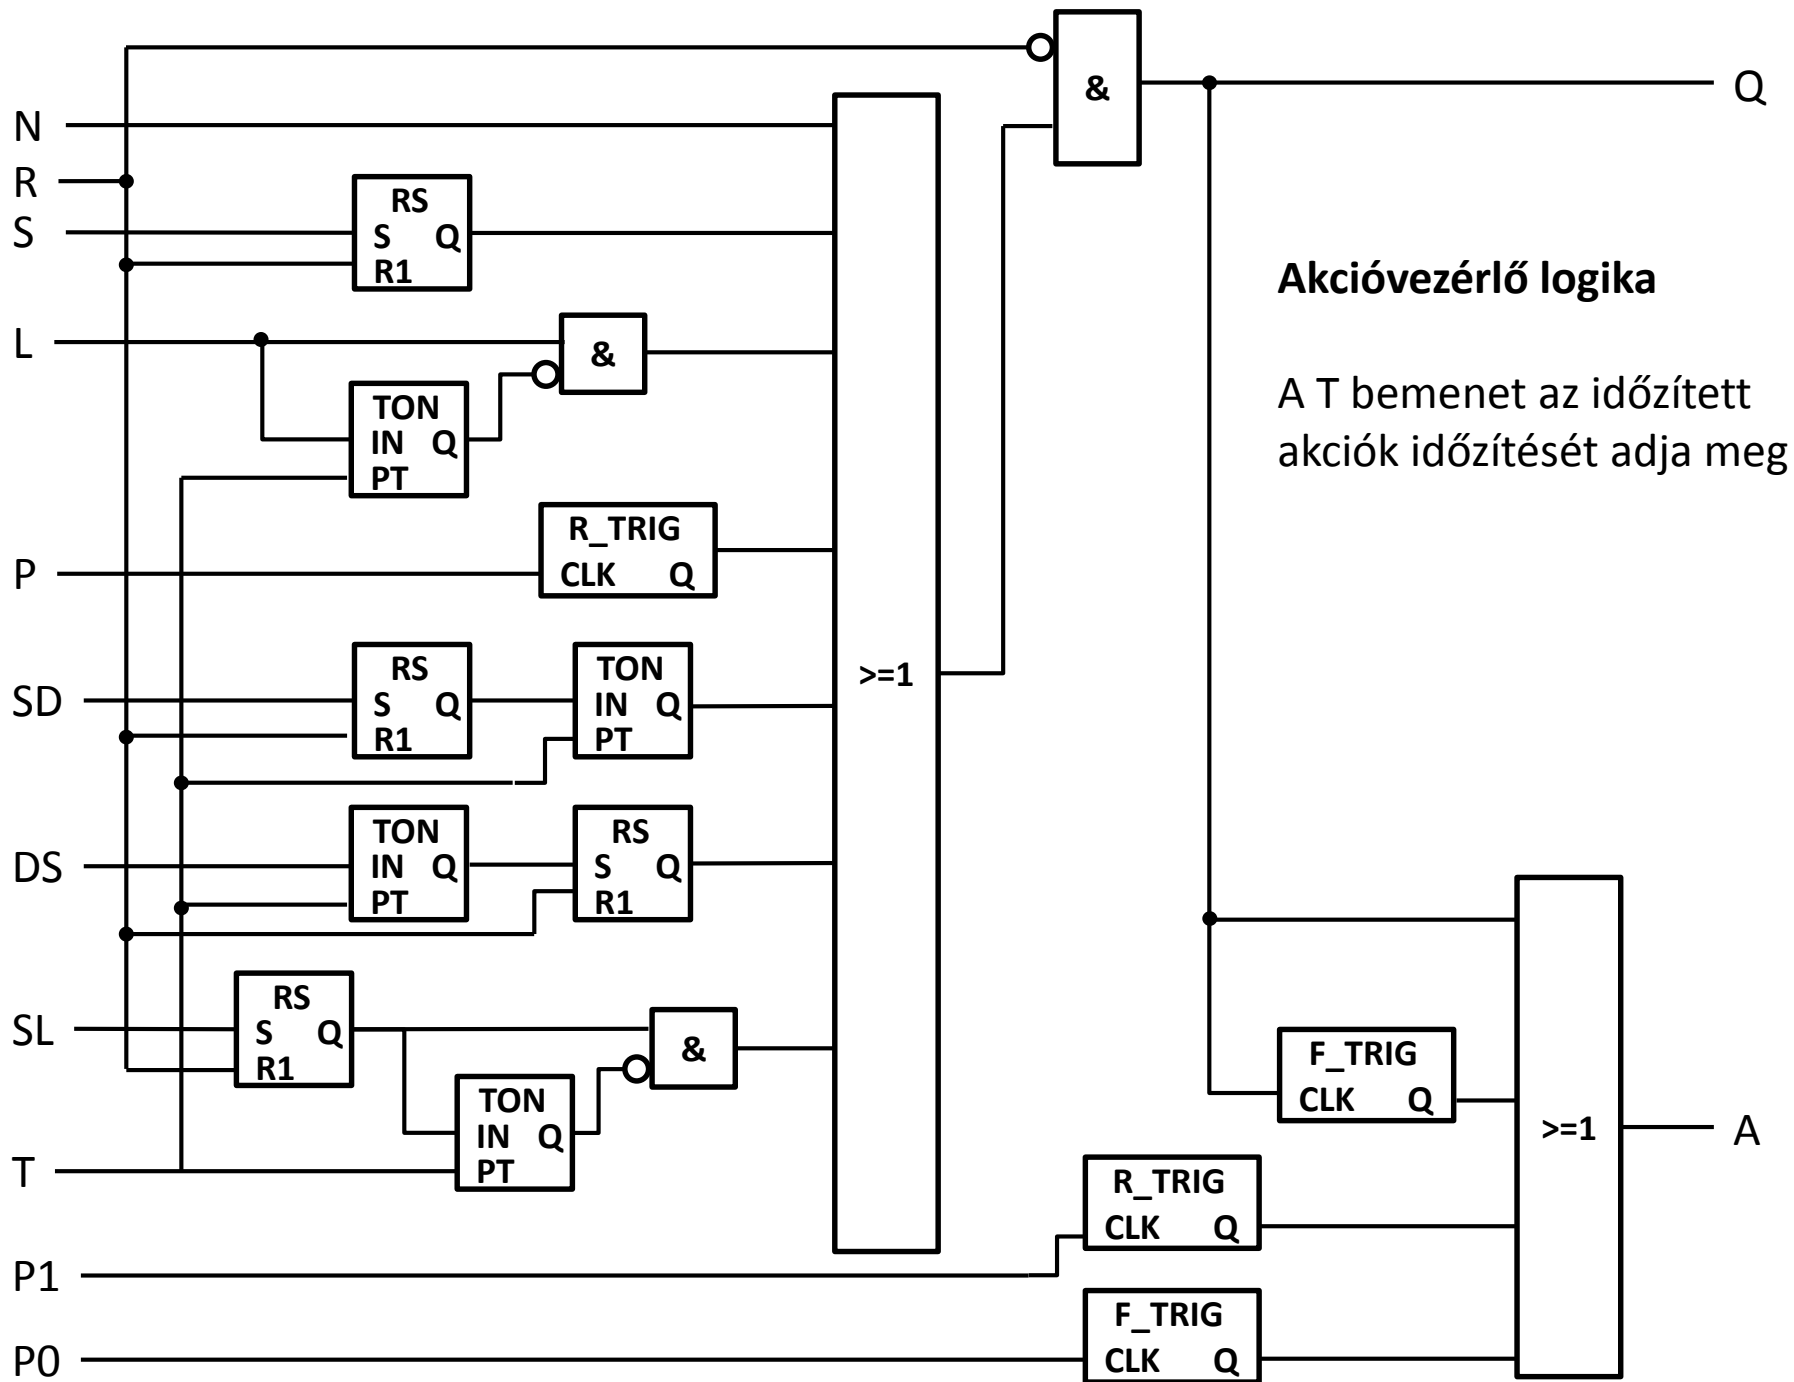 &
Q
N
R
S
RS
S Q
R1
Akcióvezérlő logika
L
&
TON
IN Q
PT
A T bemenet az időzített
akciók időzítését adja meg
P
R_TRIG
CLK Q
SD
RS
S Q
R1
TON
IN Q
PT
>=1
DS
TON
IN Q
PT
RS
S Q
R1
SL
RS
S Q
R1
&
TON
IN Q
PT
T
F_TRIG
CLK Q
>=1
A
R_TRIG
CLK Q
P1
F_TRIG
CLK Q
P0